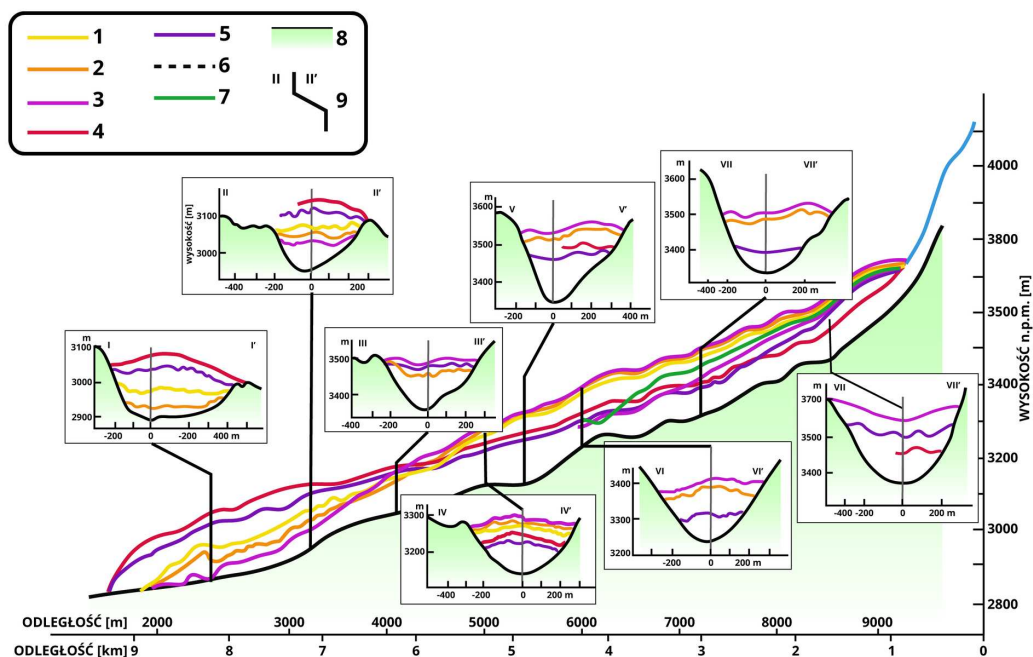 1
2
3
4
5
6
7
8
II II'
9
4000
3800
3500
3400
3200
3000
2800
WYSOKOŚĆ n.p.m. [m]
II II'
wysokość [m]
m
3100
3000
-400 -200 0 200 400
m
3600
3500
3400
V V'
-200 0 200 400 m
m
VII VII'
3500
3400
-400 -200 0 200 m
3100 m
3000
2900
I I'
-200 0 200 400 m
m
3500
3400
III III'
-400 -200 0 200
3300 m
3200
IV IV'
-400 -200 0 200 m
m
3400
3300
3200
VI VI'
-200 0 200 m
m
3700
3500
3400
VII VII'
-400 -200 0 200 m
ODLEGŁOŚĆ [m] 2000 3000 4000 5000 6000 7000 8000 9000
ODLEGŁOŚĆ [km] 9 8 7 6 5 4 3 2 1 0